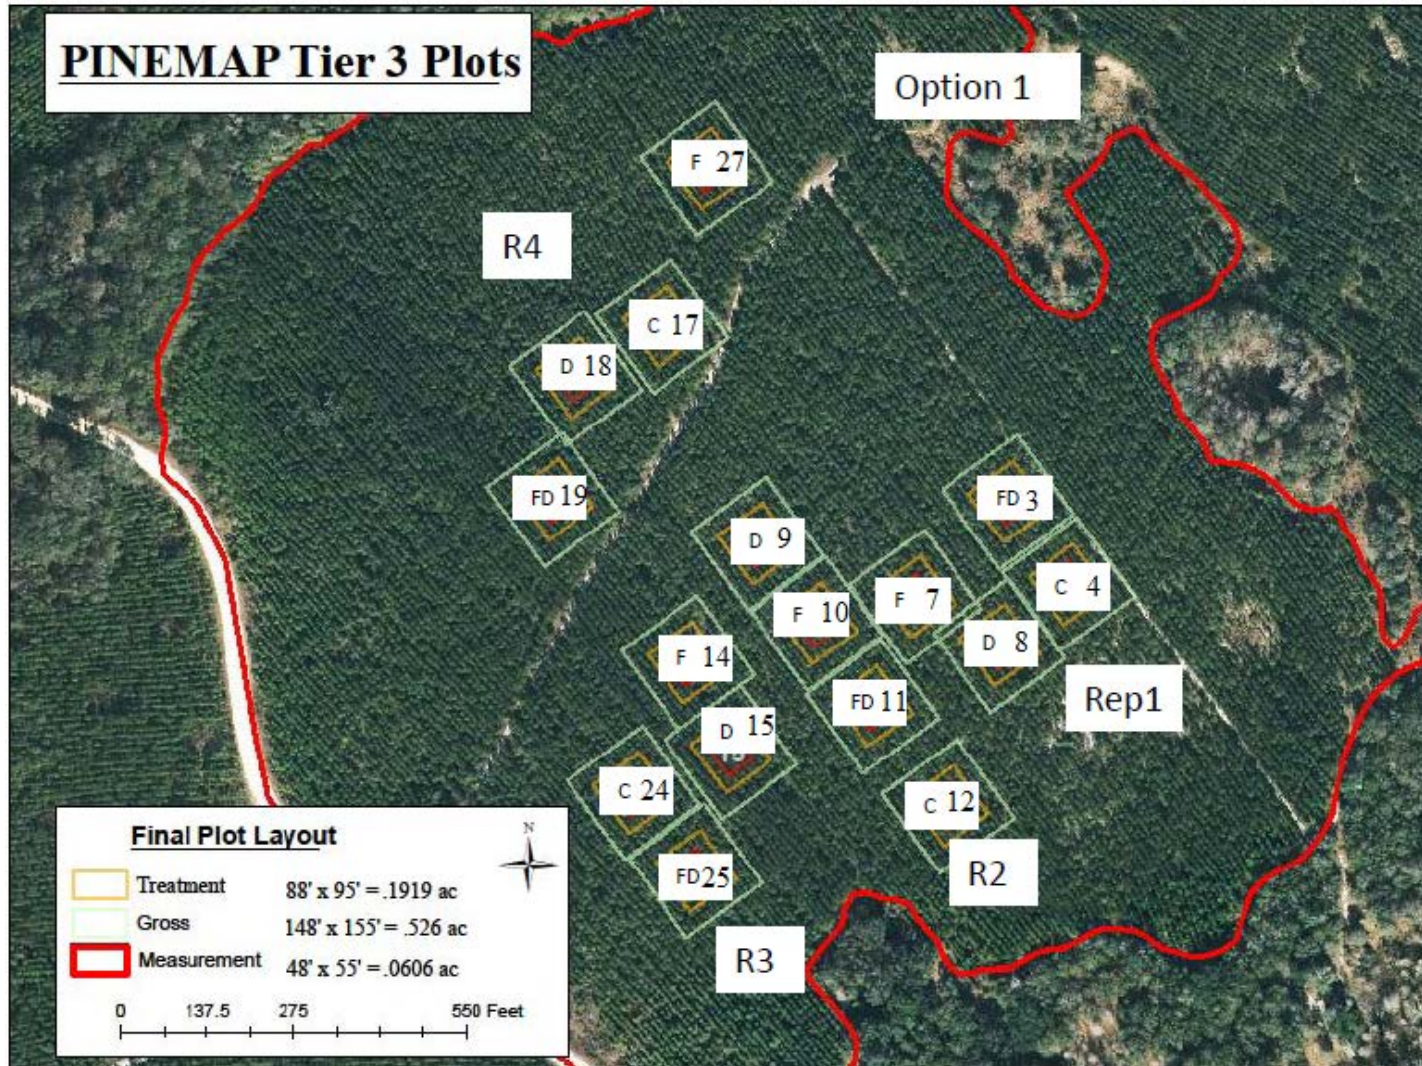 PINEMAP Tier 3 Plots
Option 1
F 27
R4
C 17
D 18
FD 19
FD 3
D 9
C 4
F 7
F 10
D 8
F 14
Rep1
FD 11
D 15
C 24
C 12
R2
FD 25
R3
Final Plot Layout
N
Treatment 88' x 95' = .1919 ac
Gross 148' x 155' = .526 ac
Measurement 48' x 55' = .0606 ac
0 137.5 275 550 Feet